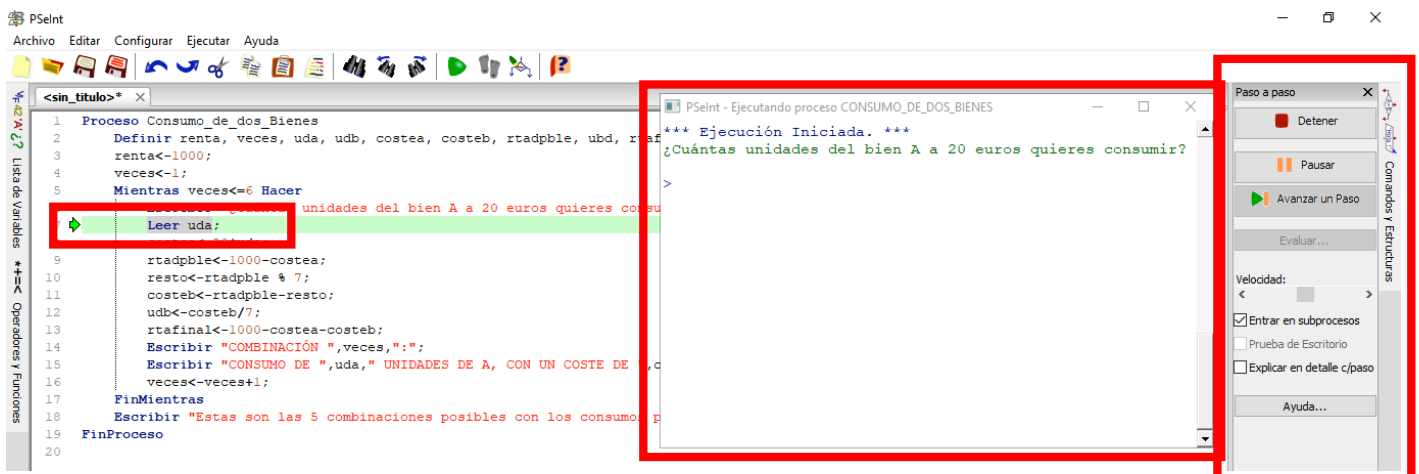 PSeInt
Archivo Editar Configurar Ejecutar Ayuda
<sin_titulo>* ×
1 Proceso Consumo_de_dos_Bienes
2 Definir renta, veces, uda, udb, costea, costeb, rtadpble, ubd,
3 renta<-1000;
4 veces<-1;
5 Mientras veces<=6 Hacer
unidades del bien A a 20 euros quieres
Leer uda;
9 rtadpble<-1000-costea;
10 resto<-rtadpble % 7;
11 costeb<-rtadpble-resto;
12 udb<-costeb/7;
13 rtafinal<-1000-costea-costeb;
14 Escribir "COMBINACIÓN ",veces,":";
15 Escribir "CONSUMO DE ",uda," UNIDADES DE A, CON UN COSTE DE ",
16 veces<-veces+1;
17 FinMientras
18 Escribir "Estas son las 5 combinaciones posibles con los consumos
19 FinProceso
20
PSeInt - Ejecutando proceso CONSUMO_DE_DOS_BIENES
*** Ejecución Iniciada. ***
¿Cuántas unidades del bien A a 20 euros quieres consumir?
>
Paso a paso
Detener
Pausar
Avanzar un Paso
Evaluar...
Velocidad:
Entrar en subprocesos
Prueba de Escritorio
Explicar en detalle c/paso
Ayuda...
Lista de Variables
*+=< Operadores y Funciones
Comandos y Estructuras